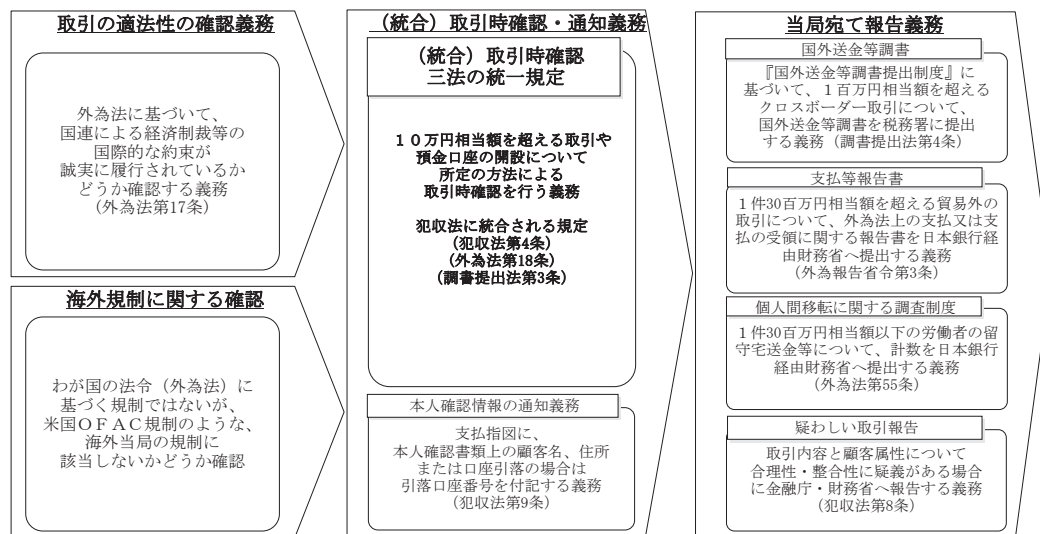 取引の適法性の確認義務
外為法に基づいて、
国連による経済制裁等の
国際的な約束が
誠実に履行されているか
どうか確認する義務
(外為法第17条)
海外規制に関する確認
わが国の法令（外為法）に
基づく規制ではないが、
米国ＯＦＡＣ規制のような、
海外当局の規制に
該当しないかどうか確認
（統合）取引時確認・通知義務
（統合）取引時確認
三法の統一規定
１０万円相当額を超える取引や
預金口座の開設について
所定の方法による
取引時確認を行う義務
犯収法に統合される規定
(犯収法第4条)
(外為法第18条)
(調書提出法第3条)
本人確認情報の通知義務
支払指図に、
本人確認書類上の顧客名、住所
または口座引落の場合は
引落口座番号を付記する義務
(犯収法第9条)
当局宛て報告義務
国外送金等調書
『国外送金等調書提出制度』に
基づいて、１百万円相当額を超える
クロスボーダー取引について、
国外送金等調書を税務署に提出
する義務（調書提出法第4条）
支払等報告書
１件30百万円相当額を超える貿易外の
取引について、外為法上の支払又は支
払の受領に関する報告書を日本銀行経
由財務省へ提出する義務
(外為報告省令第3条)
個人間移転に関する調査制度
１件30百万円相当額以下の労働者の留
守宅送金等について、計数を日本銀行
経由財務省へ提出する義務
(外為法第55条)
疑わしい取引報告
取引内容と顧客属性について
合理性・整合性に疑義がある場合
に金融庁・財務省へ報告する義務
(犯収法第8条)